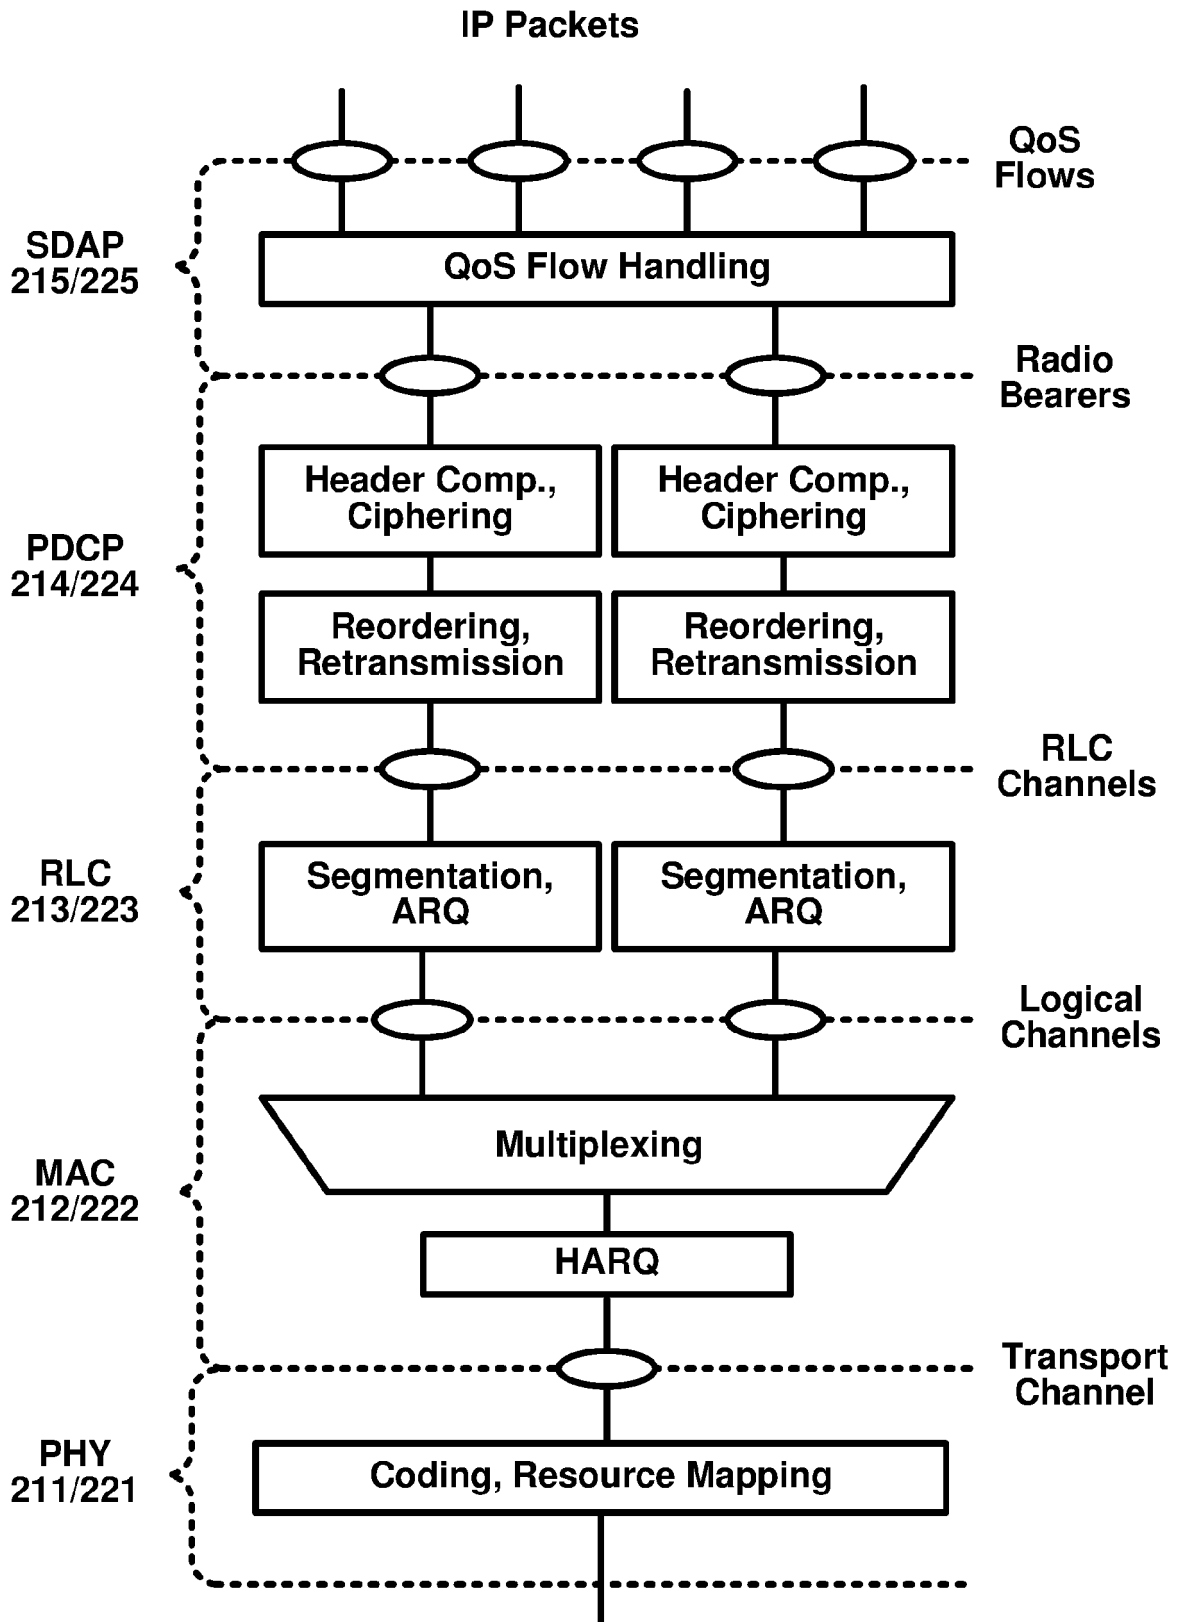 IP Packets
QoS
Flows
SDAP
215/225
QoS Flow Handling
Radio
Bearers
Header Comp.,
Ciphering
Header Comp.,
Ciphering
PDCP
214/224
Reordering,
Retransmission
Reordering,
Retransmission
RLC
Channels
RLC
213/223
Segmentation,
ARQ
Segmentation,
ARQ
Logical
Channels
Multiplexing
MAC
212/222
HARQ
Transport
Channel
PHY
211/221
Coding, Resource Mapping